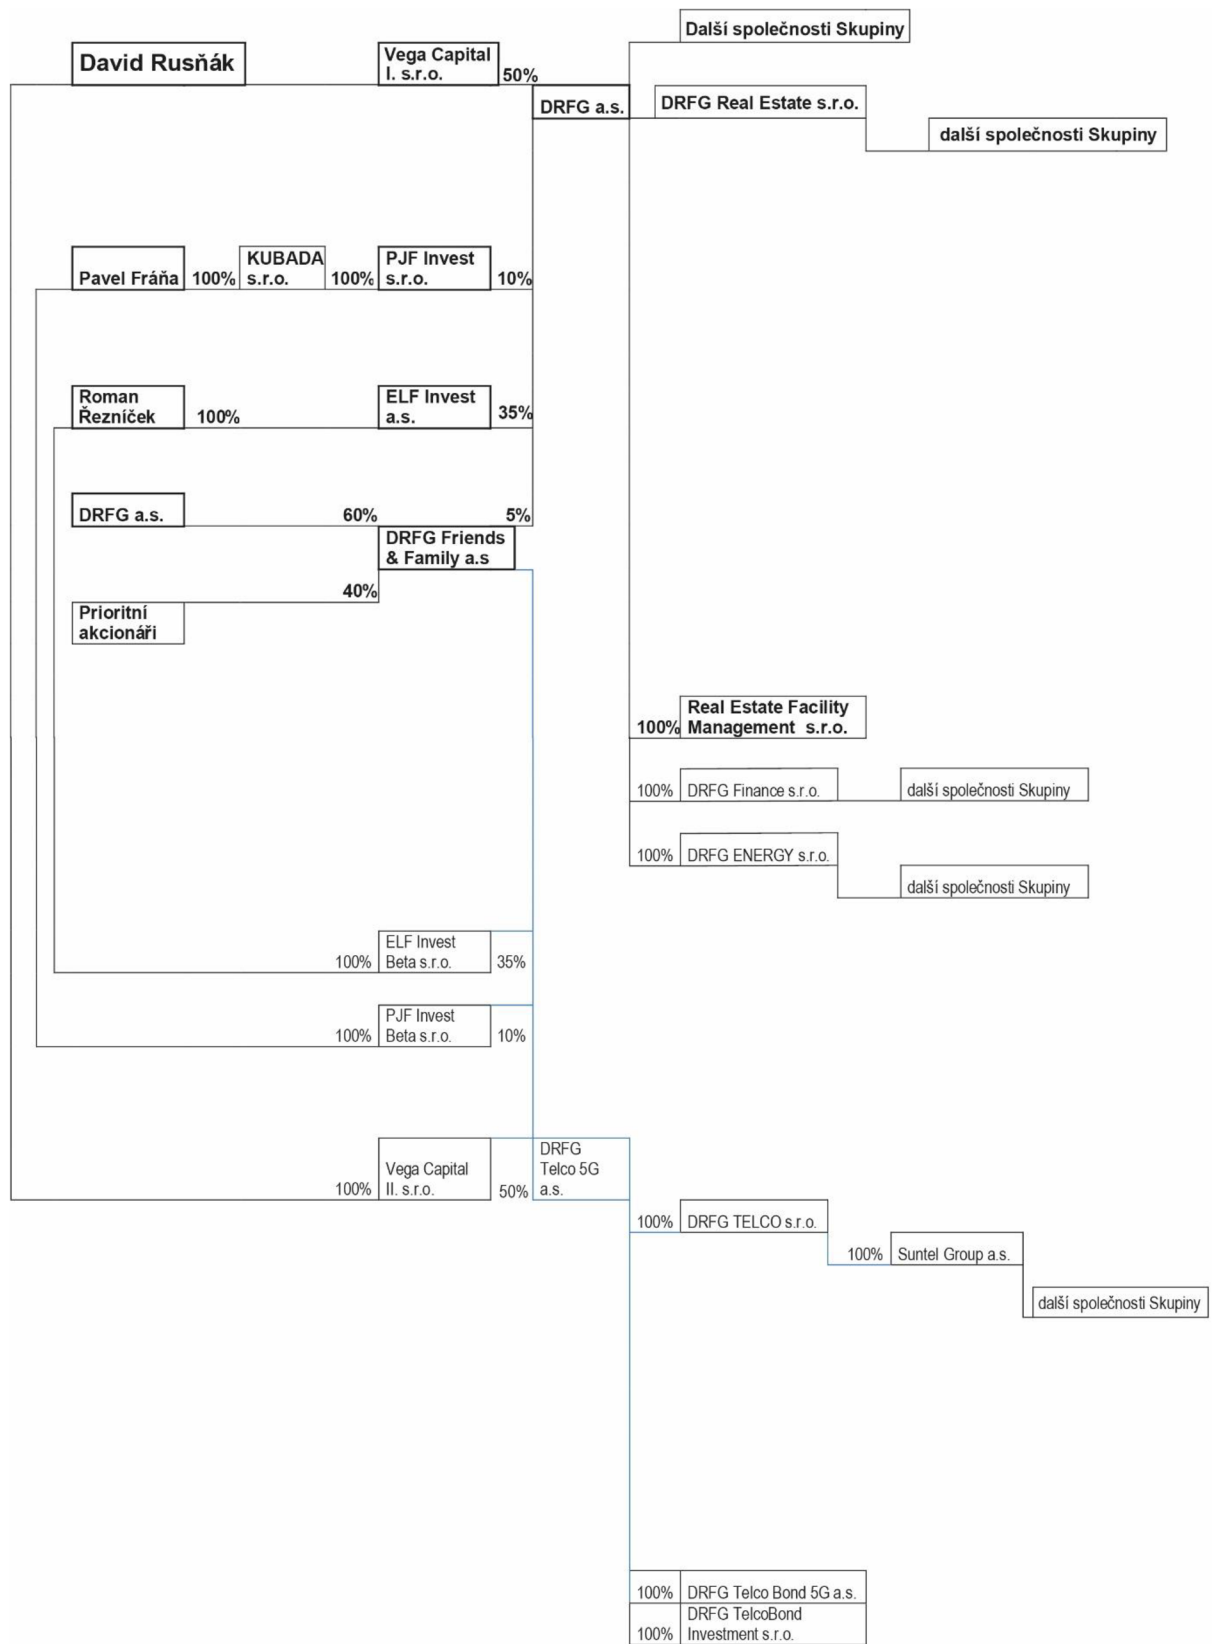 Další společnosti Skupiny
David Rusňák
Vega Capital
I. s.r.o.
50%
DRFG a.s.
DRFG Real Estate s.r.o.
další společnosti Skupiny
Pavel Fráňa
100%
KUBADA
s.r.o.
100%
PJF Invest
s.r.o.
10%
Roman
Řezníček
100%
ELF Invest
a.s.
35%
DRFG a.s.
60%
5%
DRFG Friends
& Family a.s
40%
Prioritní
akcionáři
Real Estate Facility
100%
Management s.r.o.
100%
DRFG Finance s.r.o.
další společnosti Skupiny
100%
DRFG ENERGY s.r.o.
další společnosti Skupiny
ELF Invest
100%
Beta s.r.o.
35%
PJF Invest
100%
Beta s.r.o.
10%
Vega Capital
100%
II. s.r.o.
50%
DRFG
Telco 5G
a.s.
100%
DRFG TELCO s.r.o.
100%
Suntel Group a.s.
další společnosti Skupiny
100%
DRFG Telco Bond 5G a.s.
DRFG TelcoBond
100%
Investment s.r.o.